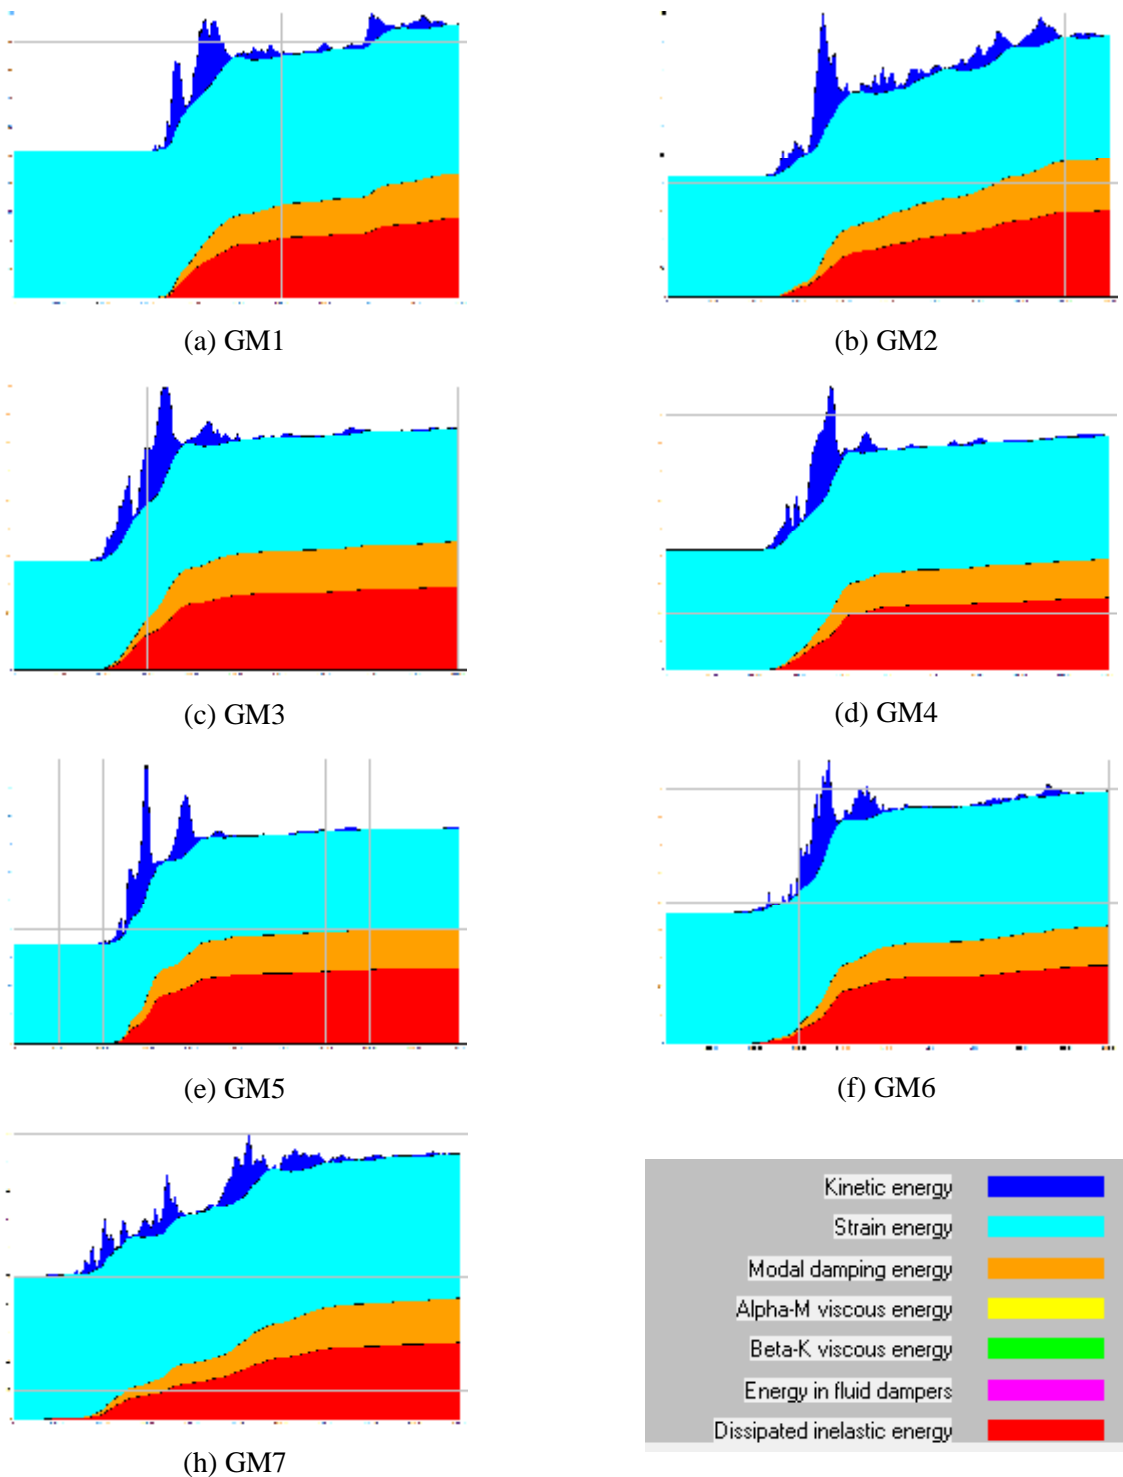 (a) GM1
(b) GM2
(c) GM3
(d) GM4
(e) GM5
(f) GM6
Kinetic energy
Strain energy
Modal damping energy
Alpha-M viscous energy
Beta-K viscous energy
Energy in fluid dampers
Dissipated inelastic energy
(h) GM7